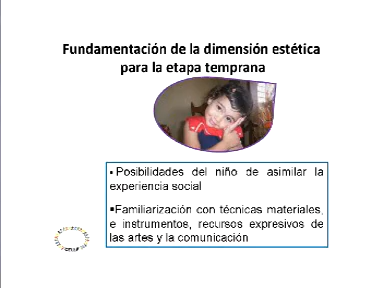 Fundamentación de la dimensión estética
para la etapa temprana
▪ Posibilidades del niño de asimilar la
experiencia social
▪Familiarización con técnicas materiales,
e instrumentos, recursos expresivos de
las artes y la comunicación